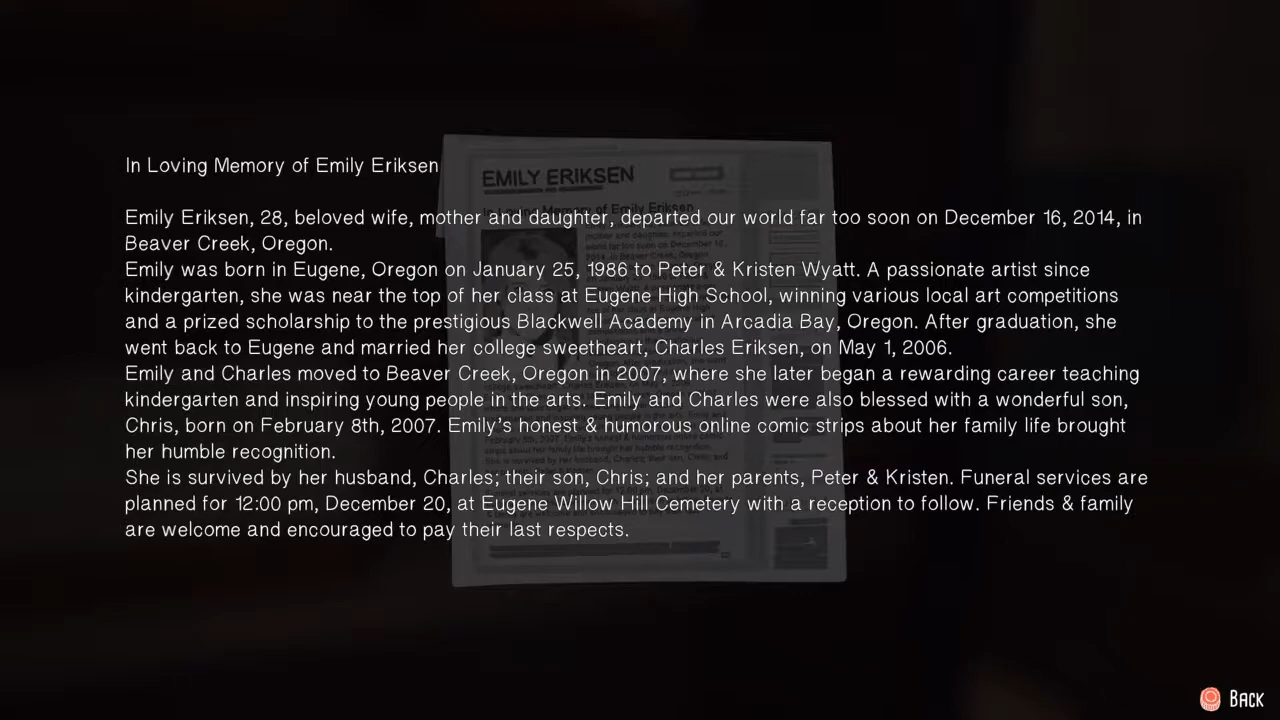 In Loving Memory of Emily Eriksen
EMILY ERIKSEN
Emily Eriksen, 28, beloved wife, mother and daughter, departed our world far too soon on December 16, 2014, in
Beaver Creek, Oregon.
Emily was born in Eugene, Oregon on January 25, 1986 to Peter & Kristen Wyatt. A passionate artist since
kindergarten, she was near the top of her class at Eugene High School, winning various local art competitions
and a prized scholarship to the prestigious Blackwell Academy in Arcadia Bay, Oregon. After graduation, she
went back to Eugene and married her college sweetheart, Charles Eriksen, on May 1, 2006.
Emily and Charles moved to Beaver Creek, Oregon in 2007, where she later began a rewarding career teaching
kindergarten and inspiring young people in the arts. Emily and Charles were also blessed with a wonderful son,
Chris, born on February 8th, 2007. Emily's honest & humorous online comic strips about her family life brought
her humble recognition.
She is survived by her husband, Charles; their son, Chris; and her parents, Peter & Kristen. Funeral services are
planned for 12:00 pm, December 20, at Eugene Willow Hill Cemetery with a reception to follow. Friends & family
are welcome and encouraged to pay their last respects.
BACK